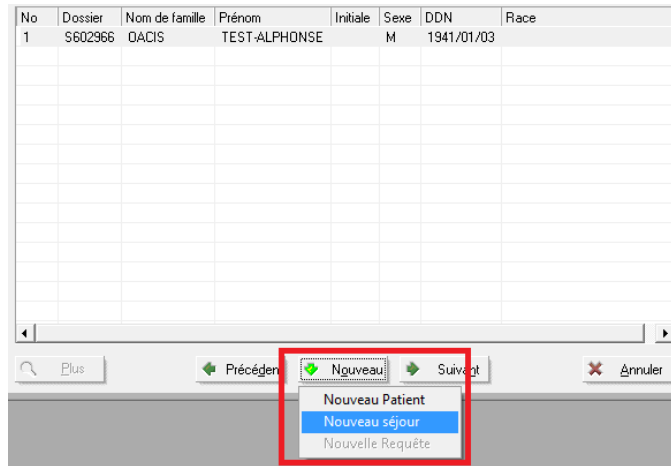 No Dossier Nom de famille Prénom Initiale Sexe DDN Race
1 S602966 OACIS TEST-ALPHONSE M 1941/01/03
Plus Précéden Nouveau Suivant Annuler
Nouveau Patient
Nouveau séjour
Nouvelle Requête